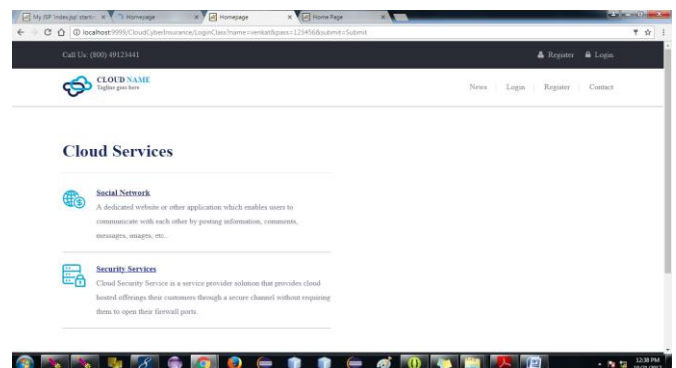 My JSP 'index.jsp' starti
Homepage
Homepage
Home Page
localhost:9999/CloudCyberInsurance/LoginClass?name=venkat&pass=123456&submit=Submit
Call Us: (800) 49123441
Register
Login
CLOUD NAME
Tagline goes here
News
Login
Register
Contact
Cloud Services
Social Network
A dedicated website or other application which enables users to
communicate with each other by posting information, comments,
messages, images, etc.
Security Services
Cloud Security Service is a service provider solution that provides cloud
hosted offerings their customers through a secure channel without requiring
them to open their firewall ports.
12:38 PM